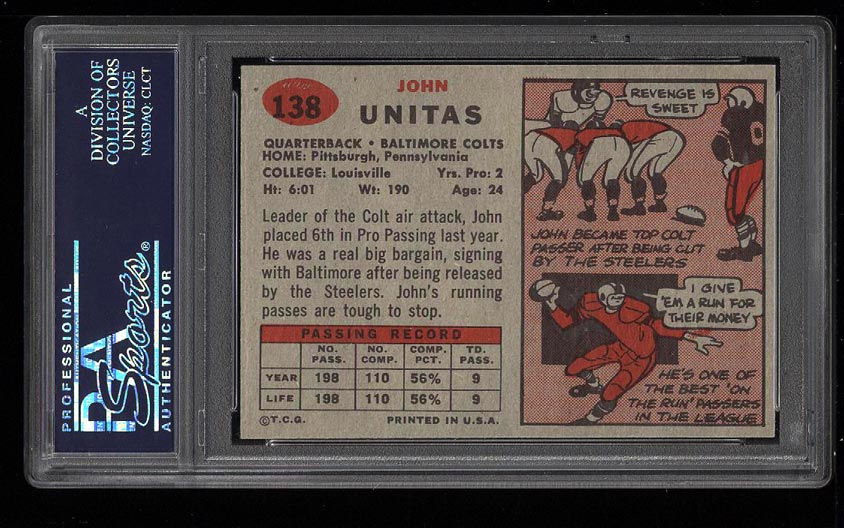 A
DIVISION OF
COLLECTORS
UNIVERSE
NASDAQ: CLCT
PROFESSIONAL
PSA
Sports®
AUTHENTICATOR
138
JOHN
UNITAS
QUARTERBACK • BALTIMORE COLTS
HOME: Pittsburgh, Pennsylvania
COLLEGE: Louisville Yrs. Pro: 2
Ht: 6:01 Wt: 190 Age: 24
Leader of the Colt air attack, John
placed 6th in Pro Passing last year.
He was a real big bargain, signing
with Baltimore after being released
by the Steelers. John's running
passes are tough to stop.
PASSING RECORD
NO. PASS. NO. COMP. COMP. PCT. TD. PASS.
YEAR 198 110 56% 9
LIFE 198 110 56% 9
©T.C.G. PRINTED IN U.S.A.
REVENGE IS
SWEET
JOHN BECAME TOP COLT
PASSER AFTER BEING CUT
BY THE STEELERS
I GIVE
'EM A RUN FOR
THEIR MONEY
HE'S ONE OF
THE BEST "ON
THE RUN" PASSERS
IN THE LEAGUE